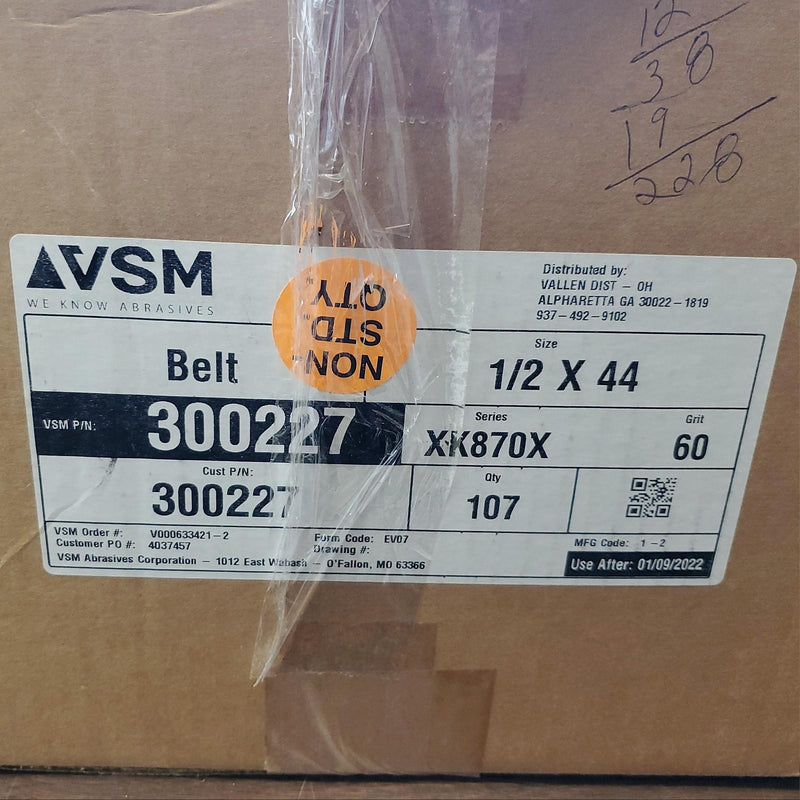 12
38
19
228
VSM
WE KNOW ABRASIVES
Distributed by:
VALLEN DIST - OH
ALPHARETTA GA 30022-1819
937-492-9102
NON-
STD.
QTY.
Belt
Size
1/2 X 44
VSM P/N: 300227
Series
XK870X
Grit
60
Cust P/N:
300227
Qty
107
VSM Order #: V000633421-2
Customer PO #: 4037457
Form Code: EV07
Drawing #:
MFG Code: -1-2
VSM Abrasives Corporation - 1012 East Wabash - O'Fallon, MO 63366
Use After: 01/09/2022